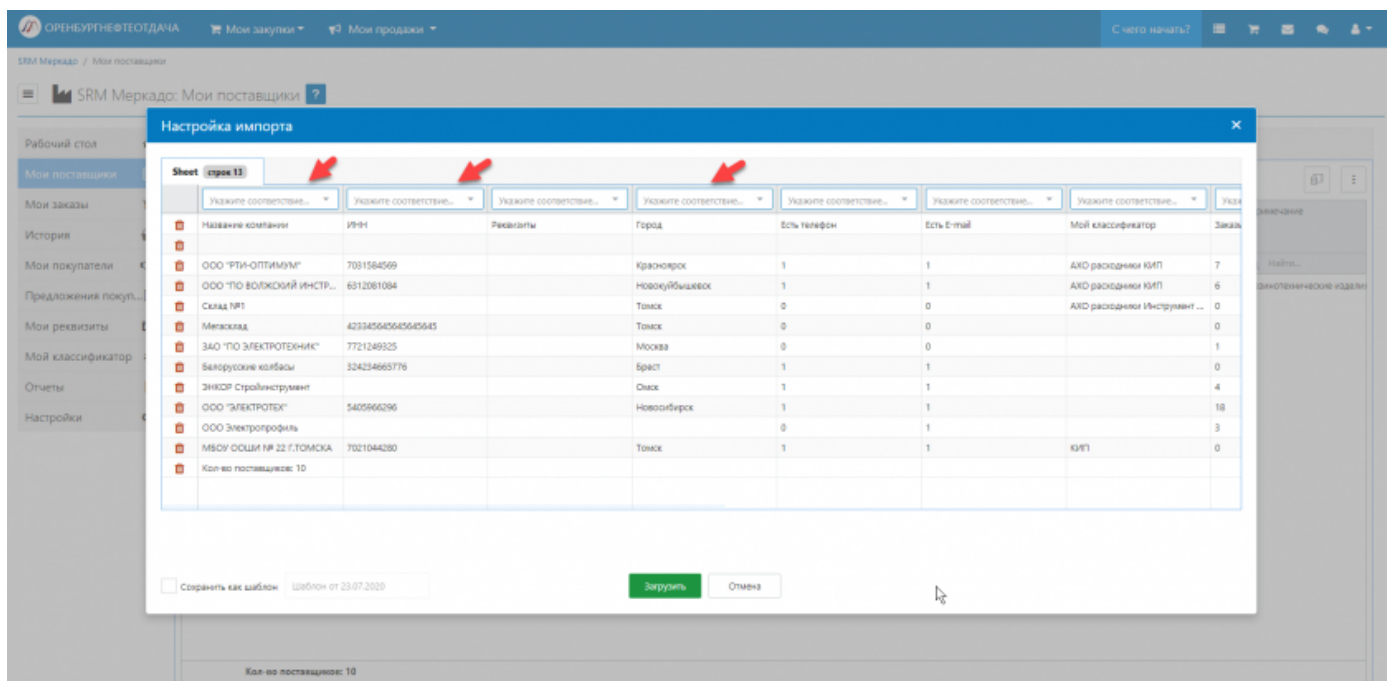 ОРЕНБУРГНЕФТЕОТДАЧА Мои закупки Мои продажи С чего начать?
SRM Меркадо / Мои поставщики
SRM Меркадо: Мои поставщики ?
Настройка импорта ×
Рабочий стол
Мои поставщики
Мои заказы
История
Мои покупатели
Предложения покуп...
Мои реквизиты
Мой классификатор
Отчеты
Настройки
Sheet строк 13
Укажите соответствие... Укажите соответствие... Укажите соответствие... Укажите соответствие... Укажите соответствие... Укажите соответствие... Укажите соответствие... Укаж
Название компании ИНН Реквизиты Город Есть телефон Есть E-mail Мой классификатор Заказы
ООО "РТИ-ОПТИМУМ" 7031584569 Красноярск 1 1 АХО расходники КИП 7
ООО "ПО ВОЛЖСКИЙ ИНСТР... 6312081084 Новокуйбышевск 1 1 АХО расходники КИП 6
Склад №1 Томск 0 0 АХО расходники Инструмент ... 0
Мегасклад 423345645645645645 Томск 0 0 0
ЗАО "ПО ЭЛЕКТРОТЕХНИК" 7721249325 Москва 0 0 1
Белорусские колбасы 324234665776 Брест 1 1 0
ЭНКОР Стройинструмент Омск 1 1 4
ООО "ЭЛЕКТРОТЕХ" 5405966296 Новосибирск 1 1 18
ООО Электропрофиль 0 1 3
МБОУ ООШИ № 22 Г.ТОМСКА 7021044280 Томск 1 1 КИП 0
Кол-во поставщиков: 10
Найти...
Сохранить как шаблон Шаблон от 23.07.2020 Загрузить Отмена
Кол-во поставщиков: 10